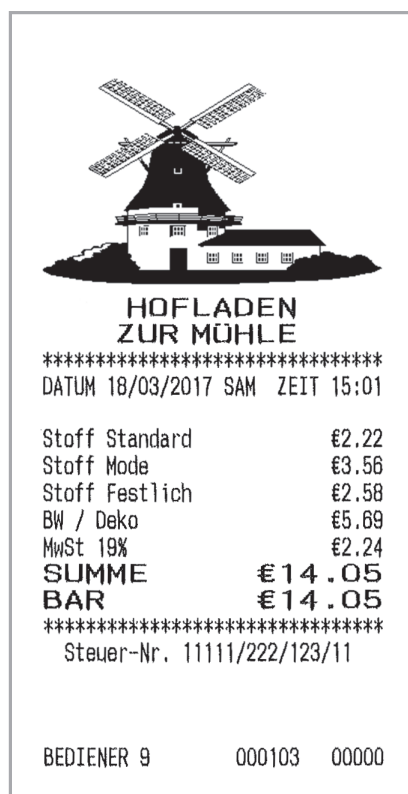 HOFLADEN
ZUR MÜHLE
********************************
DATUM 18/03/2017 SAM ZEIT 15:01
Stoff Standard €2.22
Stoff Mode €3.56
Stoff Festlich €2.58
BW / Deko €5.69
MwSt 19% €2.24
SUMME €14.05
BAR €14.05
********************************
Steuer-Nr. 11111/222/123/11
BEDIENER 9 000103 00000